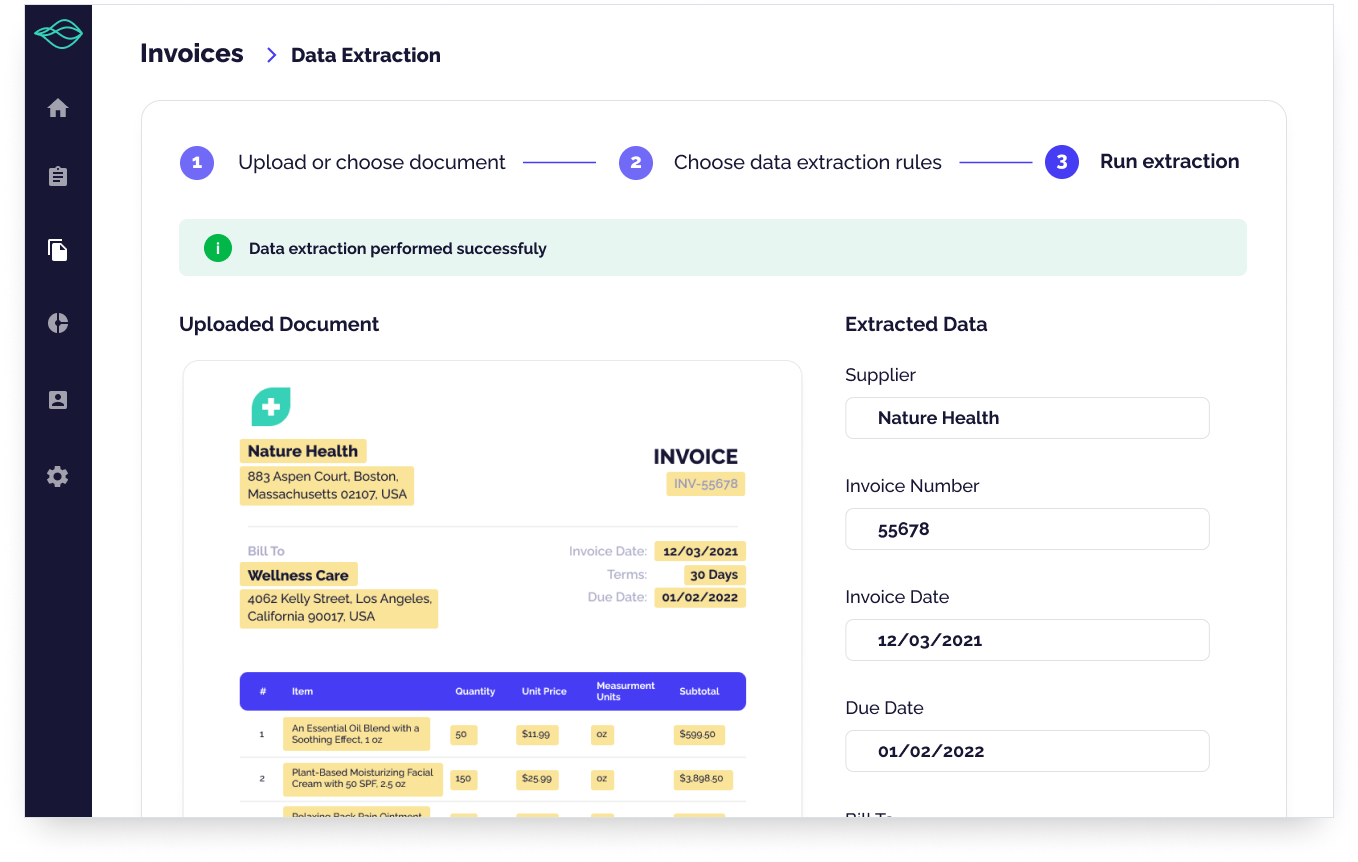 Invoices > Data Extraction
1 Upload or choose document 2 Choose data extraction rules 3 Run extraction
i Data extraction performed successfuly
Uploaded Document
Nature Health
883 Aspen Court, Boston,
Massachusetts 02107, USA
INVOICE
INV-55678
Bill To
Wellness Care
4062 Kelly Street, Los Angeles,
California 90017, USA
Invoice Date: 12/03/2021
Terms: 30 Days
Due Date: 01/02/2022
# Item Quantity Unit Price Measurment Units Subtotal
1 An Essential Oil Blend with a
Soothing Effect, 1 oz
50 $11.99 oz $599.50
2 Plant-Based Moisturizing Facial
Cream with 50 SPF, 2.5 oz
150 $25.99 oz $3,898.50
Relaxing Back Pain Ointment
Extracted Data
Supplier
Nature Health
Invoice Number
55678
Invoice Date
12/03/2021
Due Date
01/02/2022
Bill To